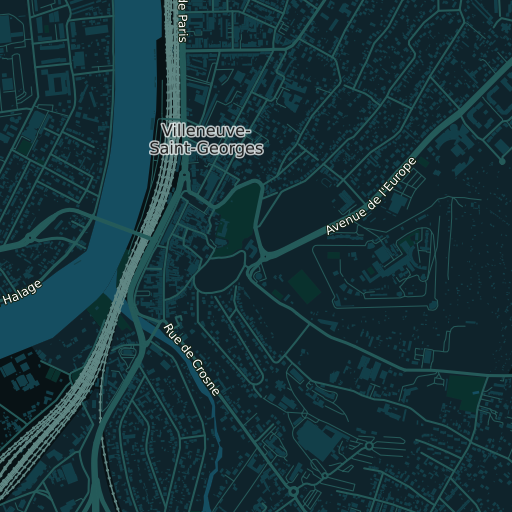 de Paris
Villeneuve-
Saint-Georges
Avenue de l'Europe
Halage
Rue de Crosne